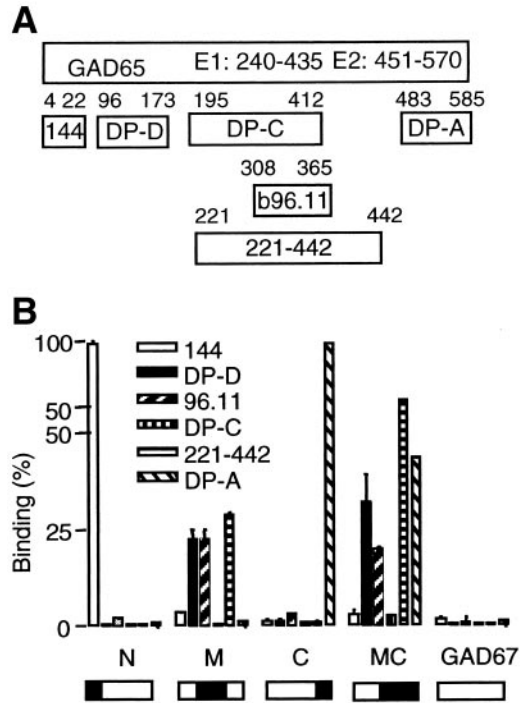 A
GAD65 E1: 240-435 E2: 451-570
4 22 96 173 195 412 483 585
144 DP-D DP-C DP-A
308 365
b96.11
221 442
221-442
B
100
50
50
25
0
Binding (%)
144
DP-D
96.11
DP-C
221-442
DP-A
N M C MC GAD67